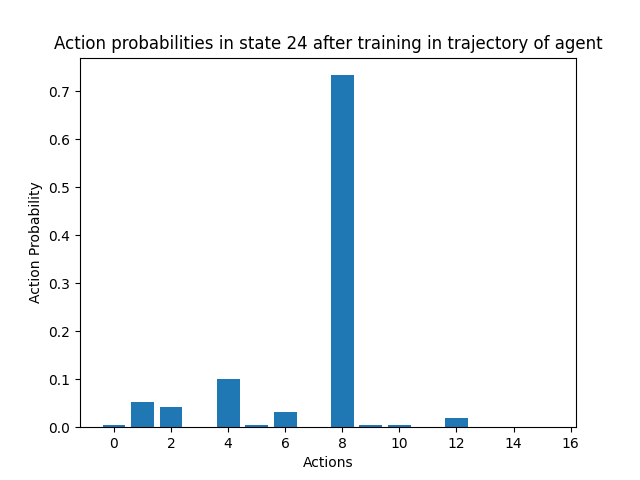 Action probabilities in state 24 after training in trajectory of agent
0.7
0.6
0.5
0.4
0.3
0.2
0.1
0.0
Action Probability
0 2 4 6 8 10 12 14 16
Actions